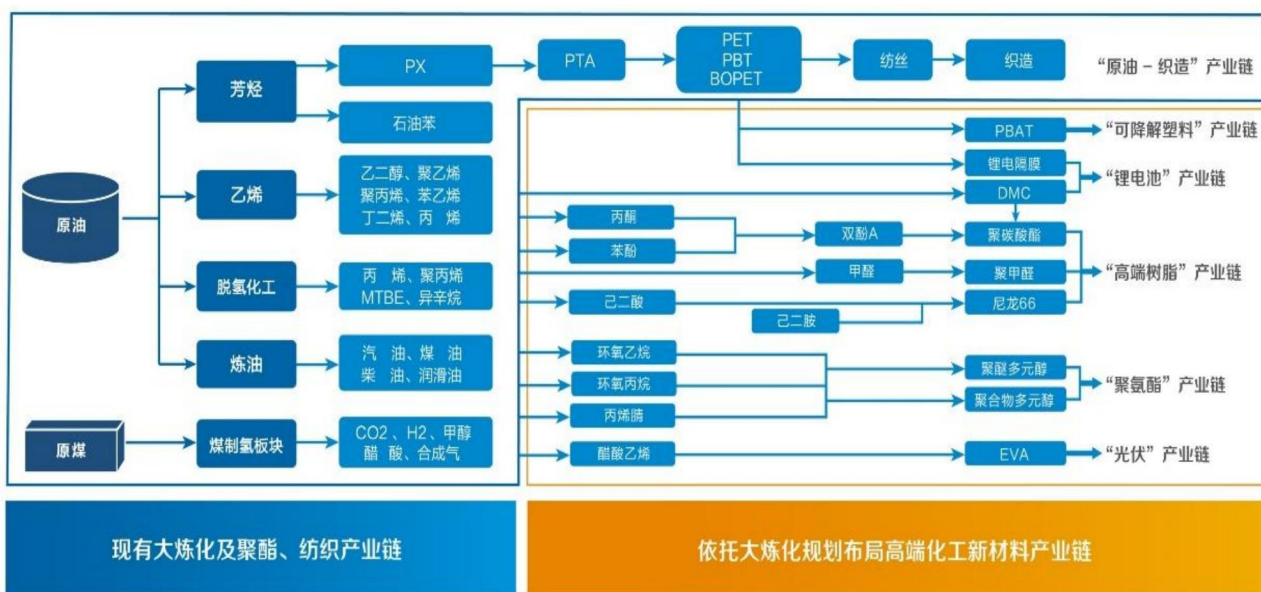 PX
PTA
PET
PBT
BOPET
纺丝
织造
“原油 – 织造”产业链
芳烃
石油苯
PBAT
“可降解塑料”产业链
乙烯
乙二醇、聚乙烯
聚丙烯、苯乙烯
丁二烯、丙 烯
锂电隔膜
DMC
“锂电池”产业链
原油
丙酮
苯酚
双酚A
聚碳酸酯
脱氢化工
丙 烯、聚丙烯
MTBE、异辛烷
甲醛
聚甲醛
“高端树脂”产业链
己二酸
己二胺
尼龙66
炼油
汽 油、煤 油
柴 油、润滑油
环氧乙烷
环氧丙烷
丙烯腈
聚醚多元醇
聚合物多元醇
“聚氨酯”产业链
原煤
煤制氢板块
CO2 、H2、甲醇
醋 酸、合成气
醋酸乙烯
EVA
“光伏”产业链
现有大炼化及聚酯、纺织产业链
依托大炼化规划布局高端化工新材料产业链